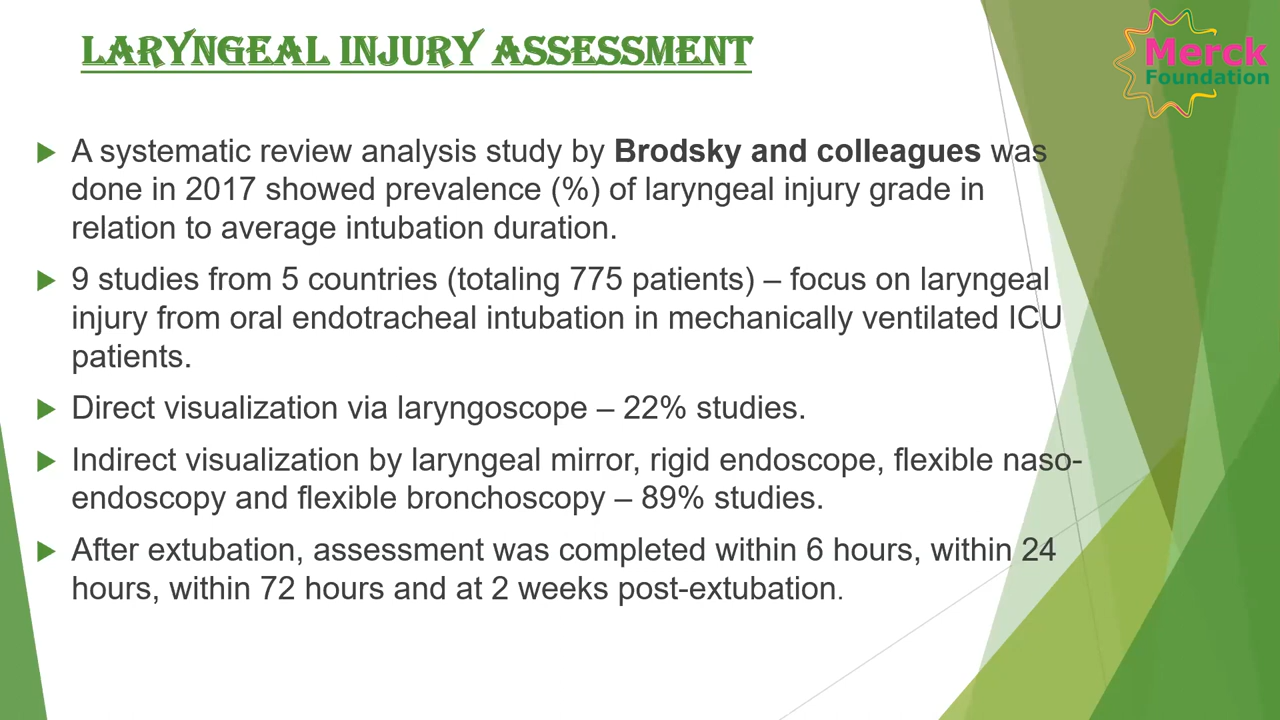 LARYNGEAL INJURY ASSESSMENT
Merck
Foundation
A systematic review analysis study by Brodsky and colleagues was
done in 2017 showed prevalence (%) of laryngeal injury grade in
relation to average intubation duration.
9 studies from 5 countries (totaling 775 patients) – focus on laryngeal
injury from oral endotracheal intubation in mechanically ventilated ICU
patients.
Direct visualization via laryngoscope – 22% studies.
Indirect visualization by laryngeal mirror, rigid endoscope, flexible naso-
endoscopy and flexible bronchoscopy – 89% studies.
After extubation, assessment was completed within 6 hours, within 24
hours, within 72 hours and at 2 weeks post-extubation.